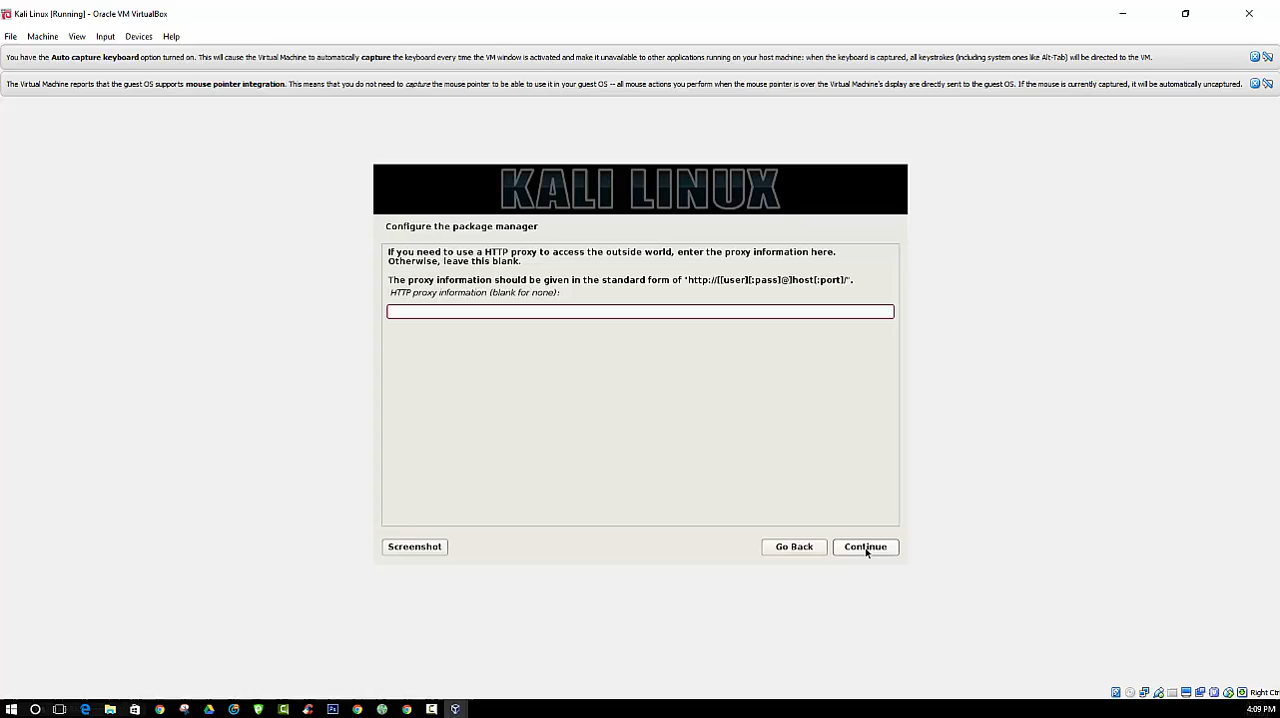 Kali Linux [Running] - Oracle VM VirtualBox
File Machine View Input Devices Help
You have the Auto capture keyboard option turned on. This will cause the Virtual Machine to automatically capture the keyboard every time the VM window is activated and make it unavailable to other applications running on your host machine: when the keyboard is captured, all keystrokes (including system ones like Alt-Tab) will be directed to the VM.
The Virtual Machine reports that the guest OS supports mouse pointer integration. This means that you do not need to capture the mouse pointer to be able to use it in your guest OS -- all mouse actions you perform when the mouse pointer is over the Virtual Machine's display are directly sent to the guest OS. If the mouse is currently captured, it will be automatically uncaptured.
KALI LINUX
Configure the package manager
If you need to use a HTTP proxy to access the outside world, enter the proxy information here.
Otherwise, leave this blank.
The proxy information should be given in the standard form of "http://[[user][:pass]@]host[:port]/".
HTTP proxy information (blank for none):
Screenshot Go Back Continue
Right Ctrl
4:09 PM